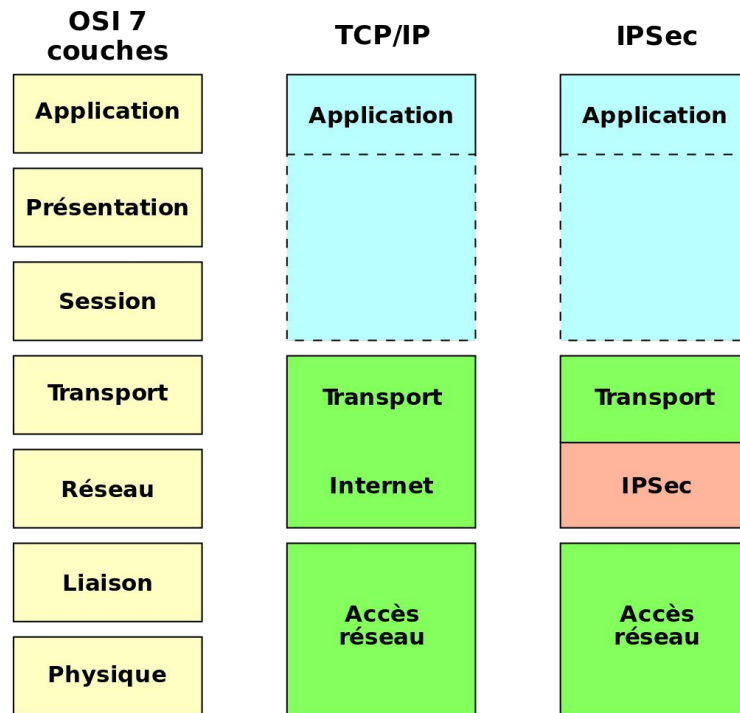 OSI 7
couches
Application
Présentation
Session
Transport
Réseau
Liaison
Physique
TCP/IP
Application
Transport
Internet
Accès
réseau
IPSec
Application
Transport
IPSec
Accès
réseau